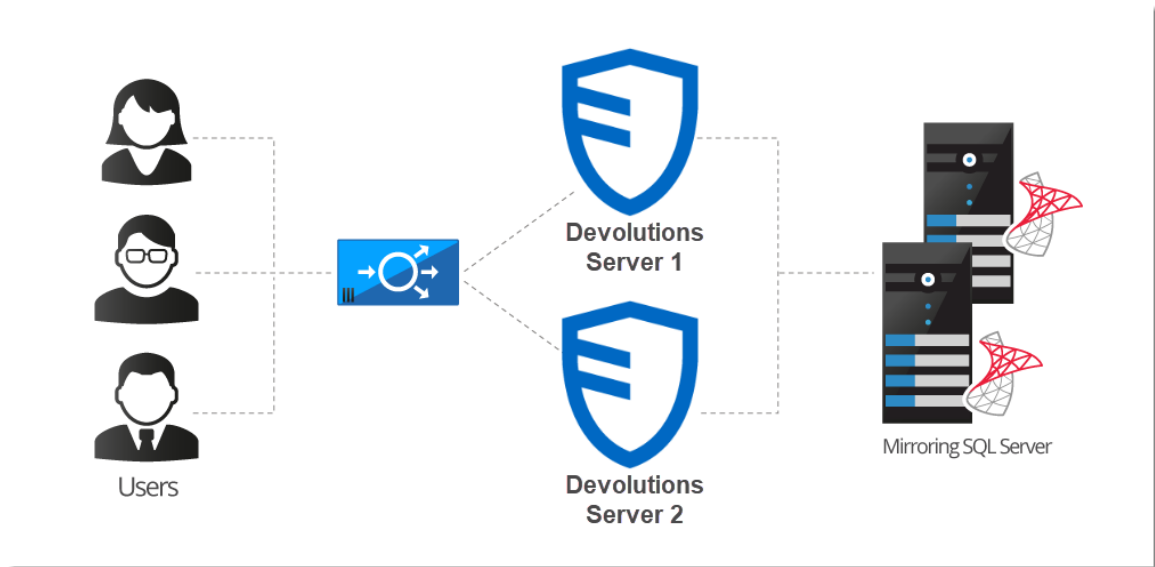 Devolutions
Server 1
Users
Devolutions
Server 2
Mirroring SQL Server